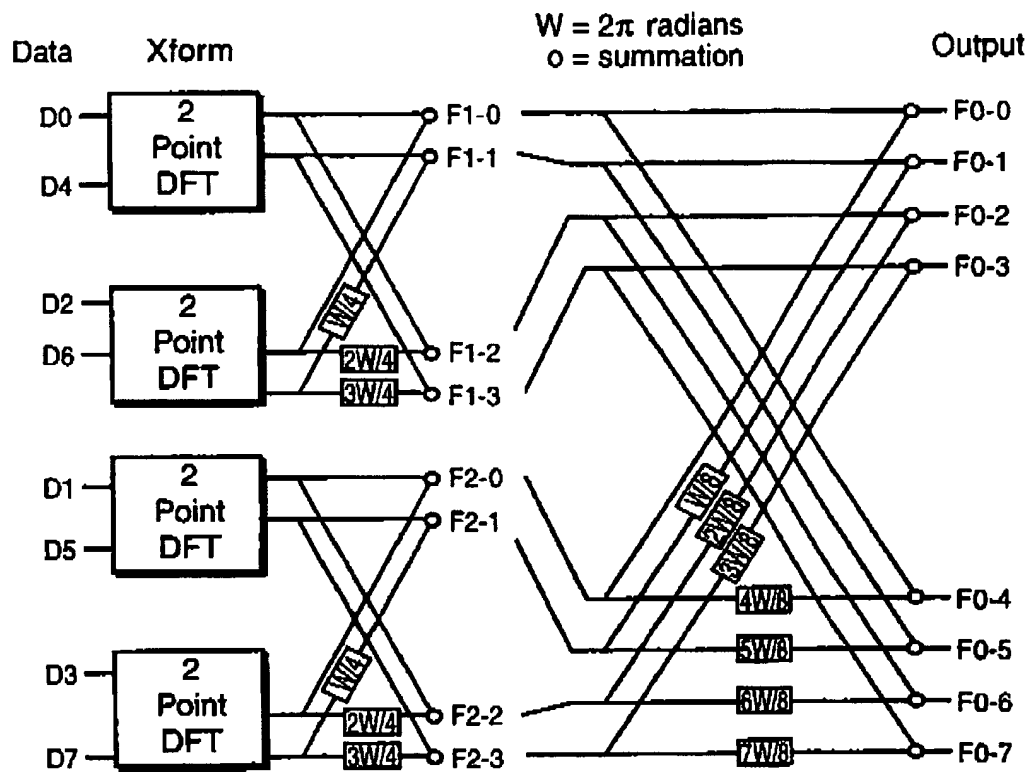 W = 2π radians
o = summation
Data
Xform
Output
D0
D4
2
Point
DFT
F1-0
F1-1
D2
D6
2
Point
DFT
W/4
2W/4
3W/4
F1-2
F1-3
D1
D5
2
Point
DFT
F2-0
F2-1
D3
D7
2
Point
DFT
W/4
2W/4
3W/4
F2-2
F2-3
W/8
2W/8
3W/8
4W/8
5W/8
6W/8
7W/8
F0-0
F0-1
F0-2
F0-3
F0-4
F0-5
F0-6
F0-7